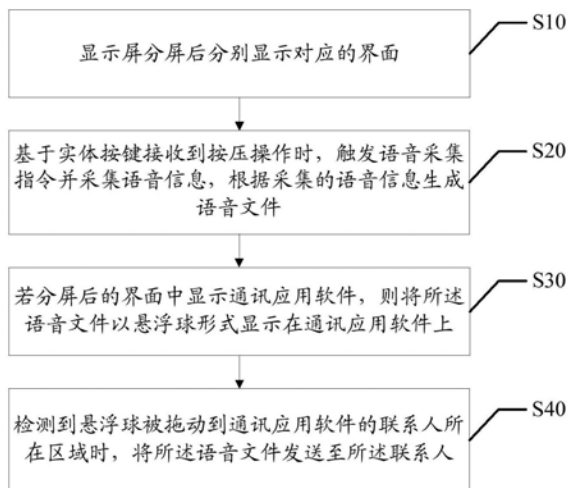 显示屏分屏后分别显示对应的界面
S10
基于实体按键接收到按压操作时，触发语音采集
指令并采集语音信息，根据采集的语音信息生成
语音文件
S20
若分屏后的界面中显示通讯应用软件，则将所述
语音文件以悬浮球形式显示在通讯应用软件上
S30
检测到悬浮球被拖动到通讯应用软件的联系人所
在区域时，将所述语音文件发送至所述联系人
S40